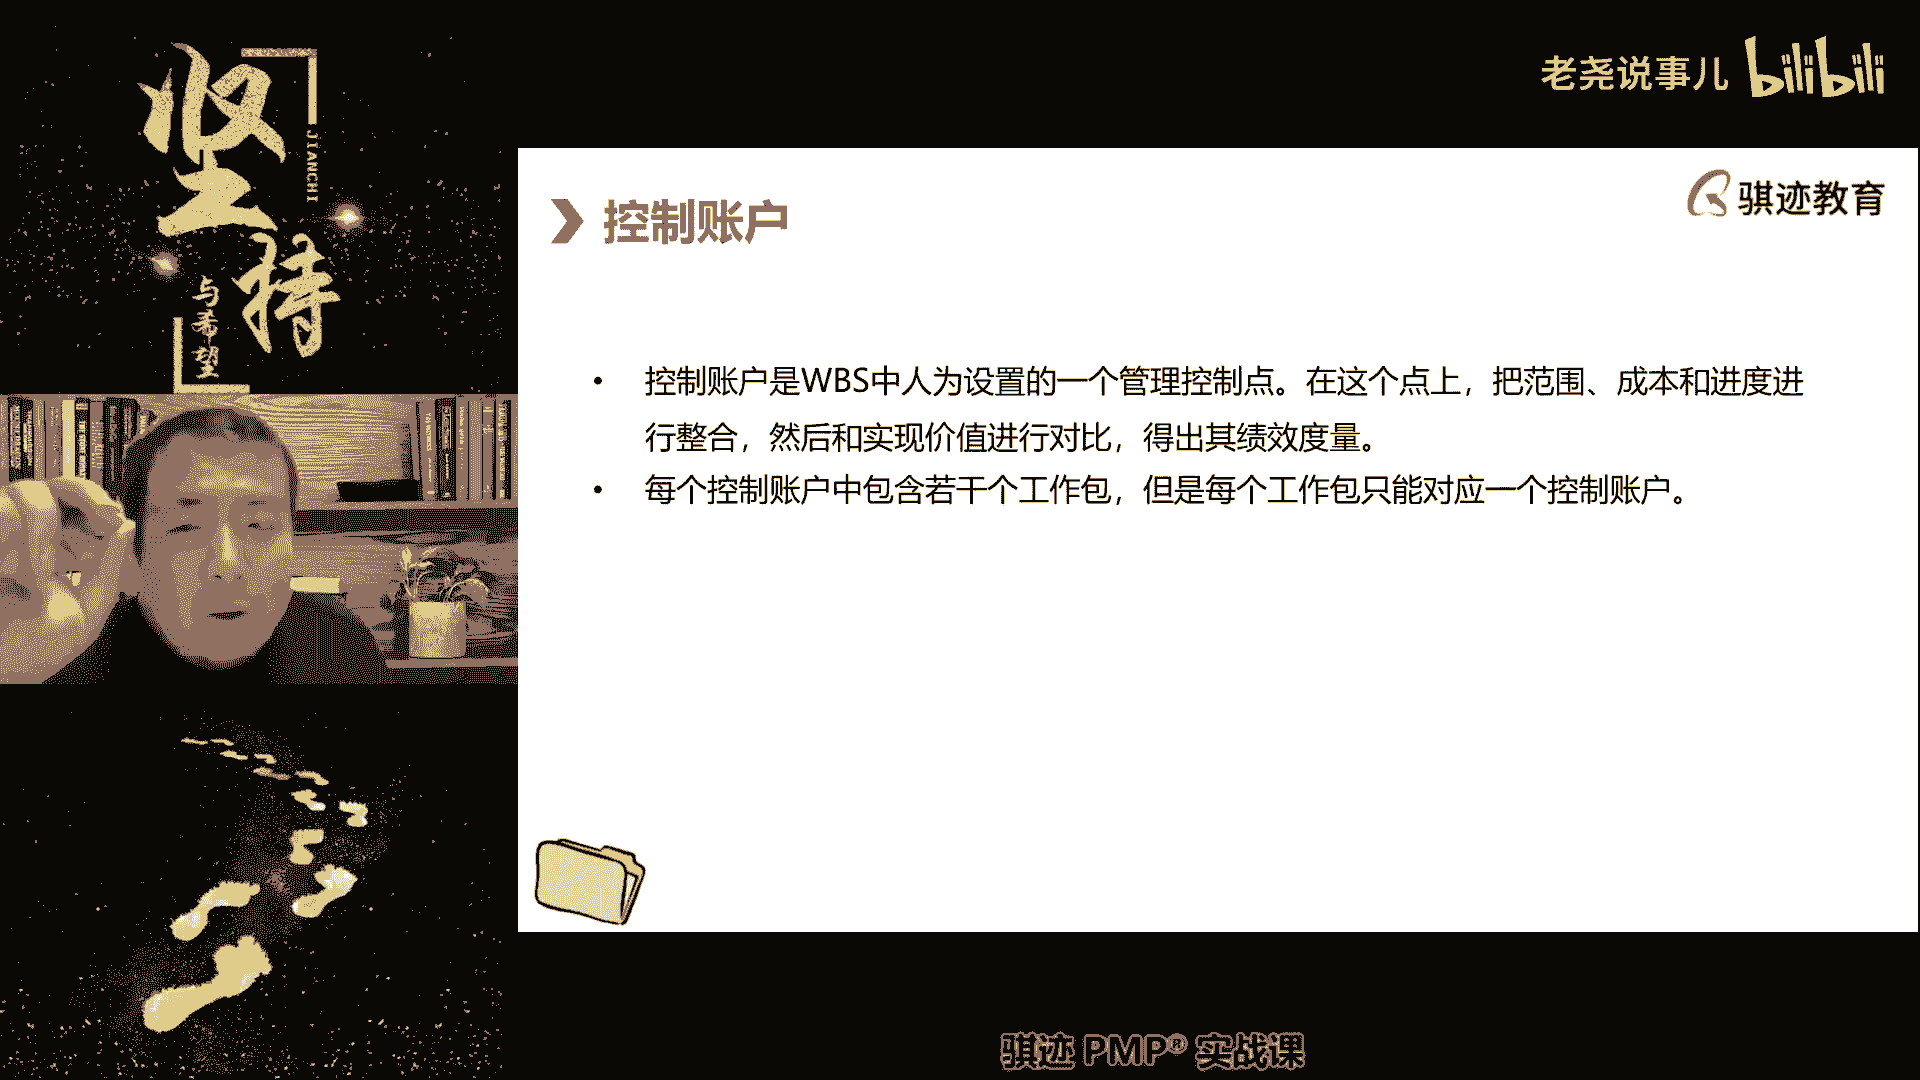 坚持
JIANCHI
与希望
老尧说事儿 bilibili
骐迹教育
控制账户
• 控制账户是WBS中人为设置的一个管理控制点。在这个点上，把范围、成本和进度进
行整合，然后和实现价值进行对比，得出其绩效度量。
• 每个控制账户中包含若干个工作包，但是每个工作包只能对应一个控制账户。
骐迹 PMP® 实战课